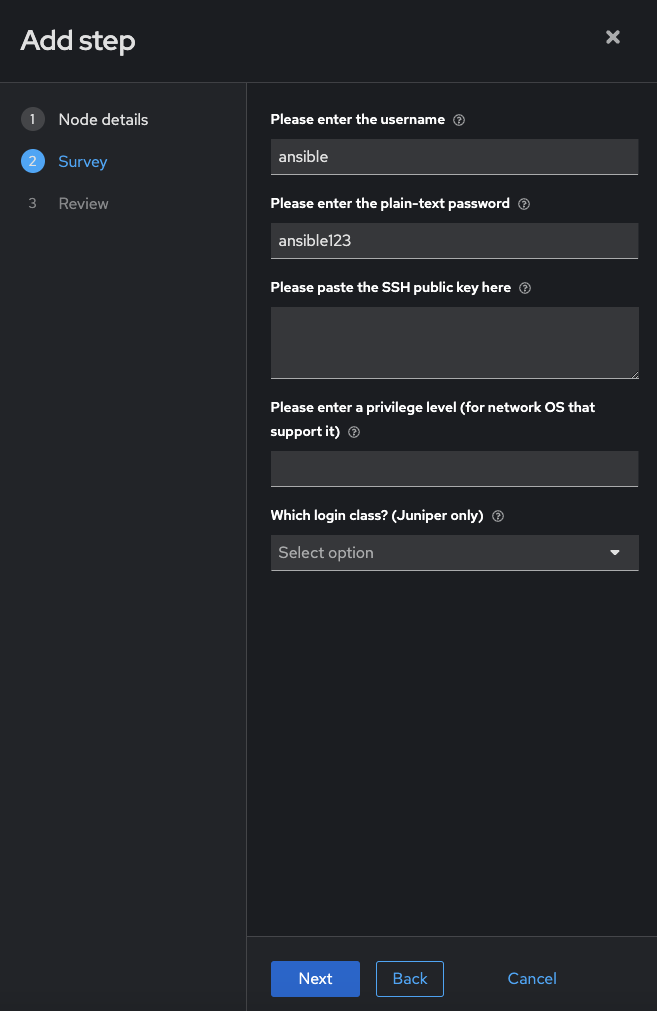 Add step
1 Node details
2 Survey
3 Review
Please enter the username
ansible
Please enter the plain-text password
ansible123
Please paste the SSH public key here
Please enter a privilege level (for network OS that
support it)
Which login class? (Juniper only)
Select option
Next Back Cancel